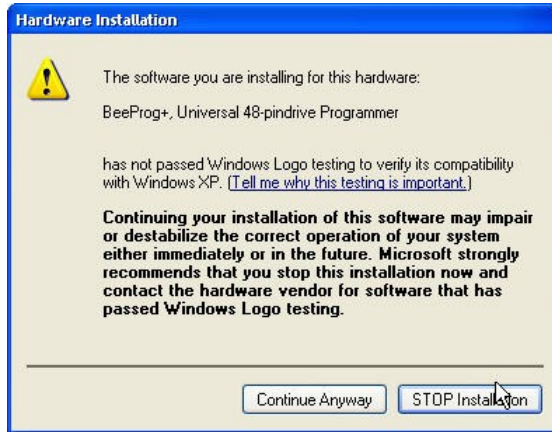 Hardware Installation
The software you are installing for this hardware:
BeeProg+, Universal 48-pindrive Programmer
has not passed Windows Logo testing to verify its compatibility
with Windows XP. (Tell me why this testing is important.)
Continuing your installation of this software may impair
or destabilize the correct operation of your system
either immediately or in the future. Microsoft strongly
recommends that you stop this installation now and
contact the hardware vendor for software that has
passed Windows Logo testing.
Continue Anyway
STOP Installation